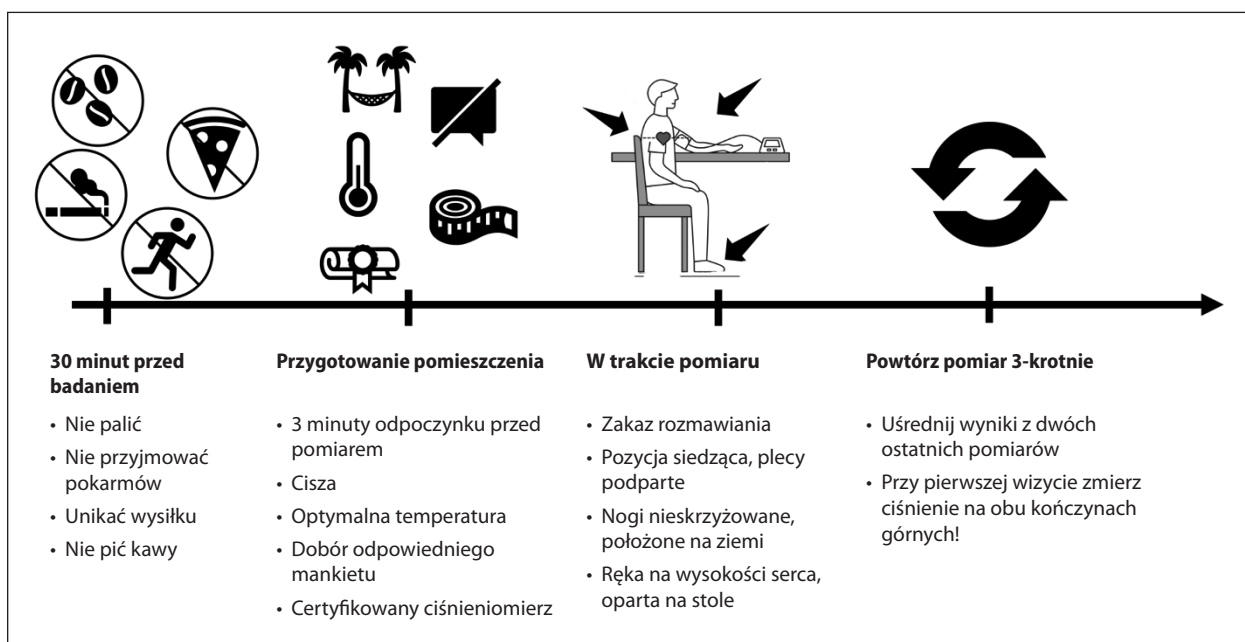 30 minut przed
badaniem
• Nie palić
• Nie przyjmować
pokarmów
• Unikać wysiłku
• Nie pić kawy
Przygotowanie pomieszczenia
• 3 minuty odpoczynku przed
pomiarem
• Cisza
• Optymalna temperatura
• Dobór odpowiedniego
mankietu
• Certyfikowany ciśnieniomierz
W trakcie pomiaru
• Zakaz rozmawiania
• Pozycja siedząca, plecy
podparte
• Nogi nieskrzyżowane,
położone na ziemi
• Ręka na wysokości serca,
oparta na stole
Powtórz pomiar 3-krotnie
• Uśrednij wyniki z dwóch
ostatnich pomiarów
• Przy pierwszej wizycie zmierz
ciśnienie na obu kończynach
górnych!